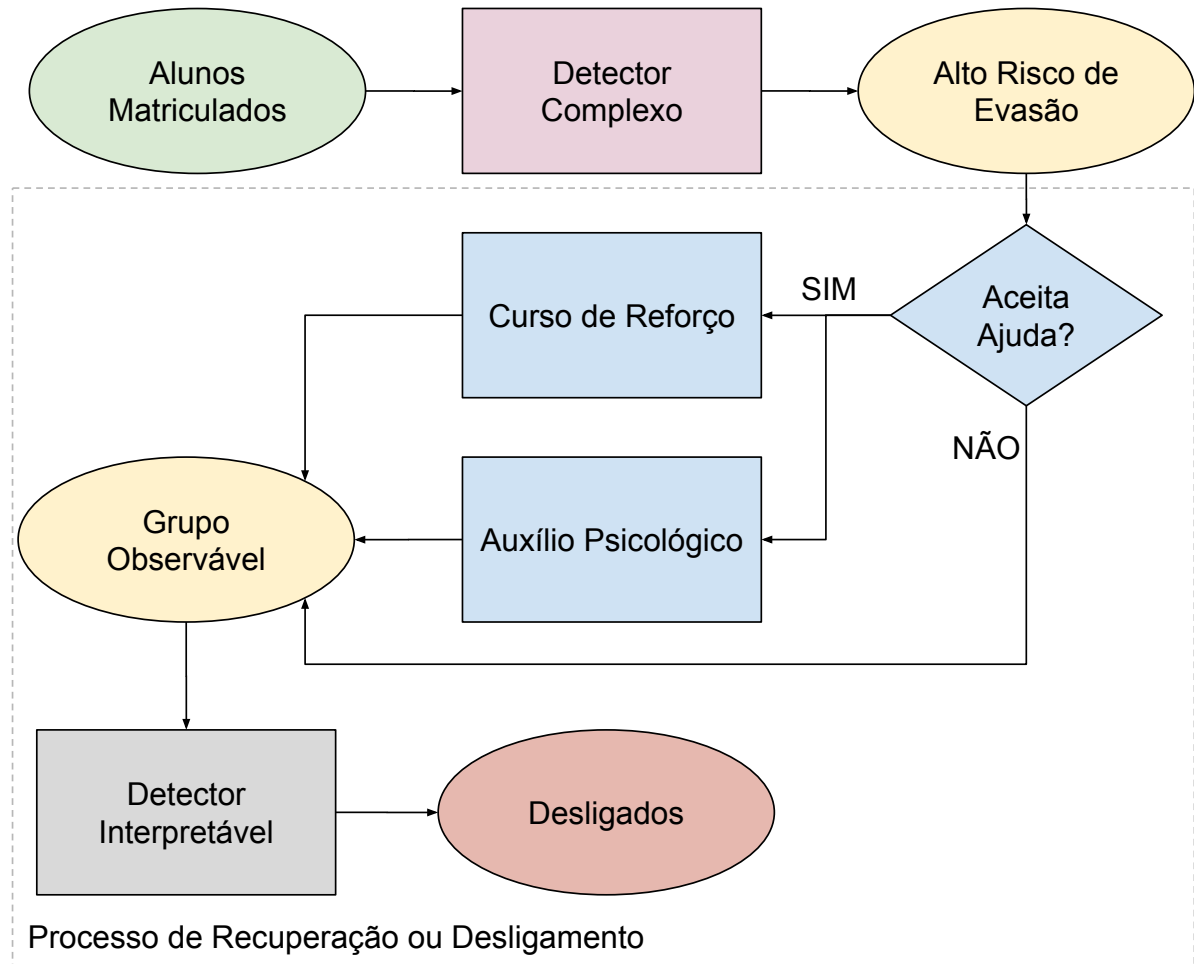 Alunos
Matriculados
Detector
Complexo
Alto Risco de
Evasão
Aceita
Ajuda?
SIM
NÃO
Curso de Reforço
Auxílio Psicológico
Grupo
Observável
Detector
Interpretável
Desligados
Processo de Recuperação ou Desligamento